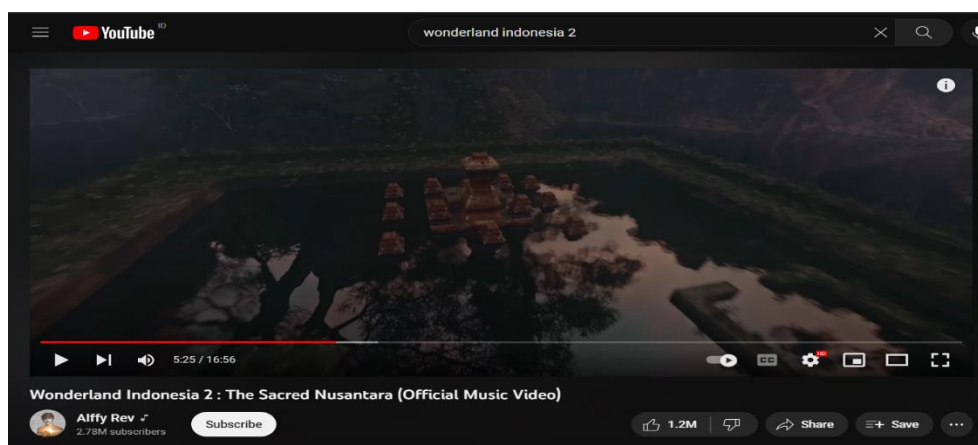 YouTube ID
wonderland indonesia 2
5:25 / 16:56
CC
HD
Wonderland Indonesia 2 : The Sacred Nusantara (Official Music Video)
Alffy Rev
2.78M subscribers
Subscribe
1.2M
Share
Save